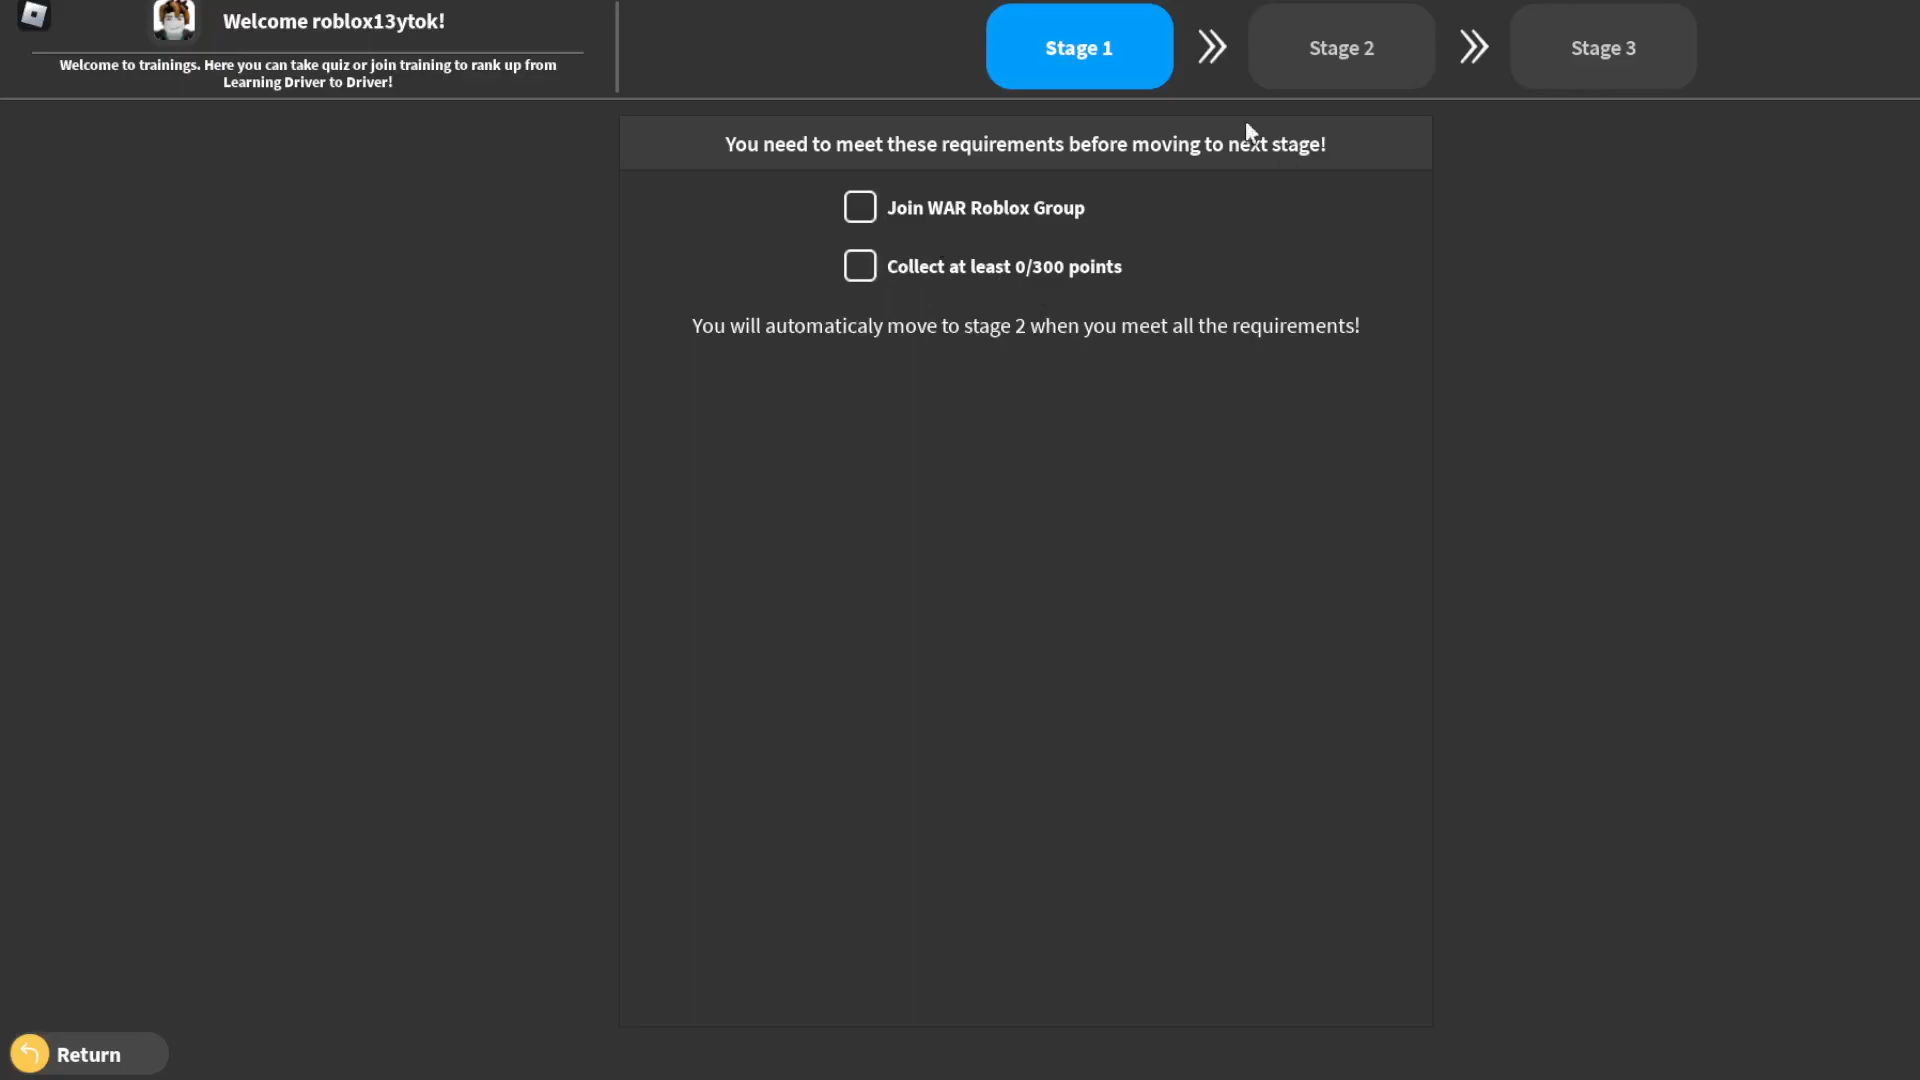 Welcome roblox13ytok!
Welcome to trainings. Here you can take quiz or join training to rank up from
Learning Driver to Driver!
Stage 1
Stage 2
Stage 3
You need to meet these requirements before moving to next stage!
Join WAR Roblox Group
Collect at least 0/300 points
You will automaticaly move to stage 2 when you meet all the requirements!
Return